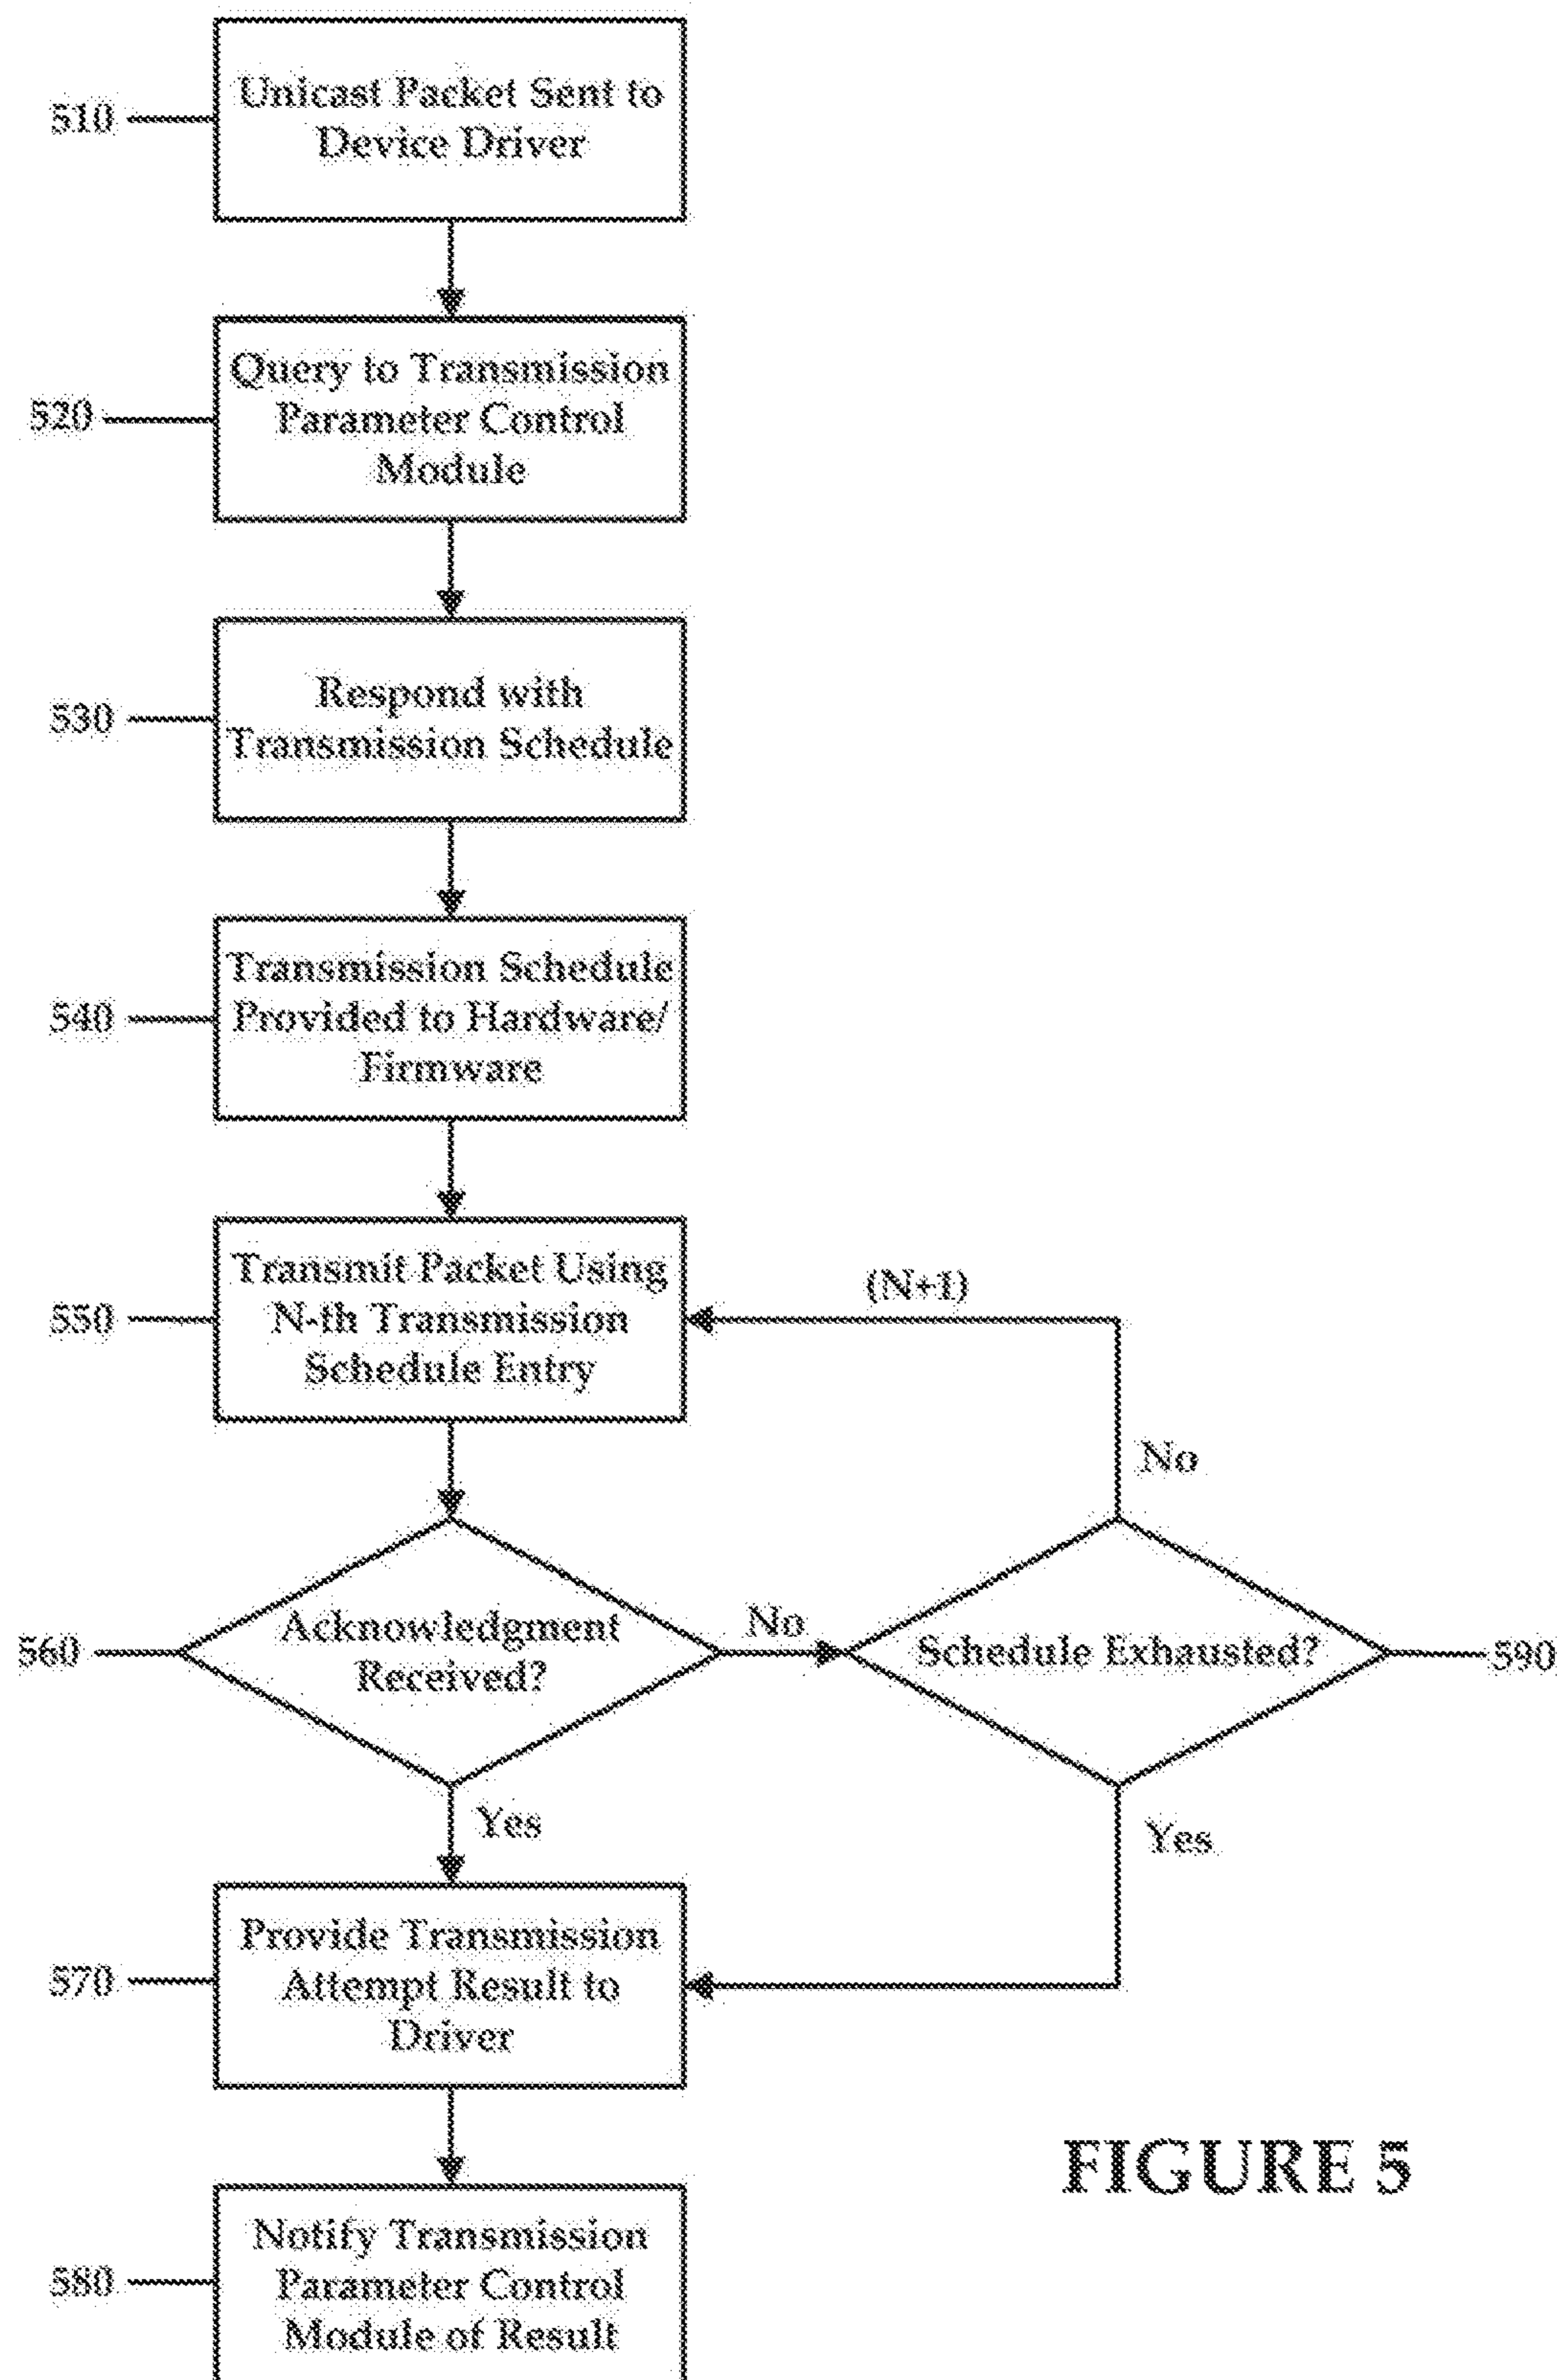 510
Unicast Packet Sent to
Device Driver
520
Query to Transmission
Parameter Control
Module
530
Respond with
Transmission Schedule
540
Transmission Schedule
Provided to Hardware/
Firmware
550
Transmit Packet Using
N-th Transmission
Schedule Entry
(N+1)
No
560
Acknowledgment
Received?
No
Schedule Exhausted?
590
Yes
Yes
570
Provide Transmission
Attempt Result to
Driver
580
Notify Transmission
Parameter Control
Module of Result
FIGURE 5